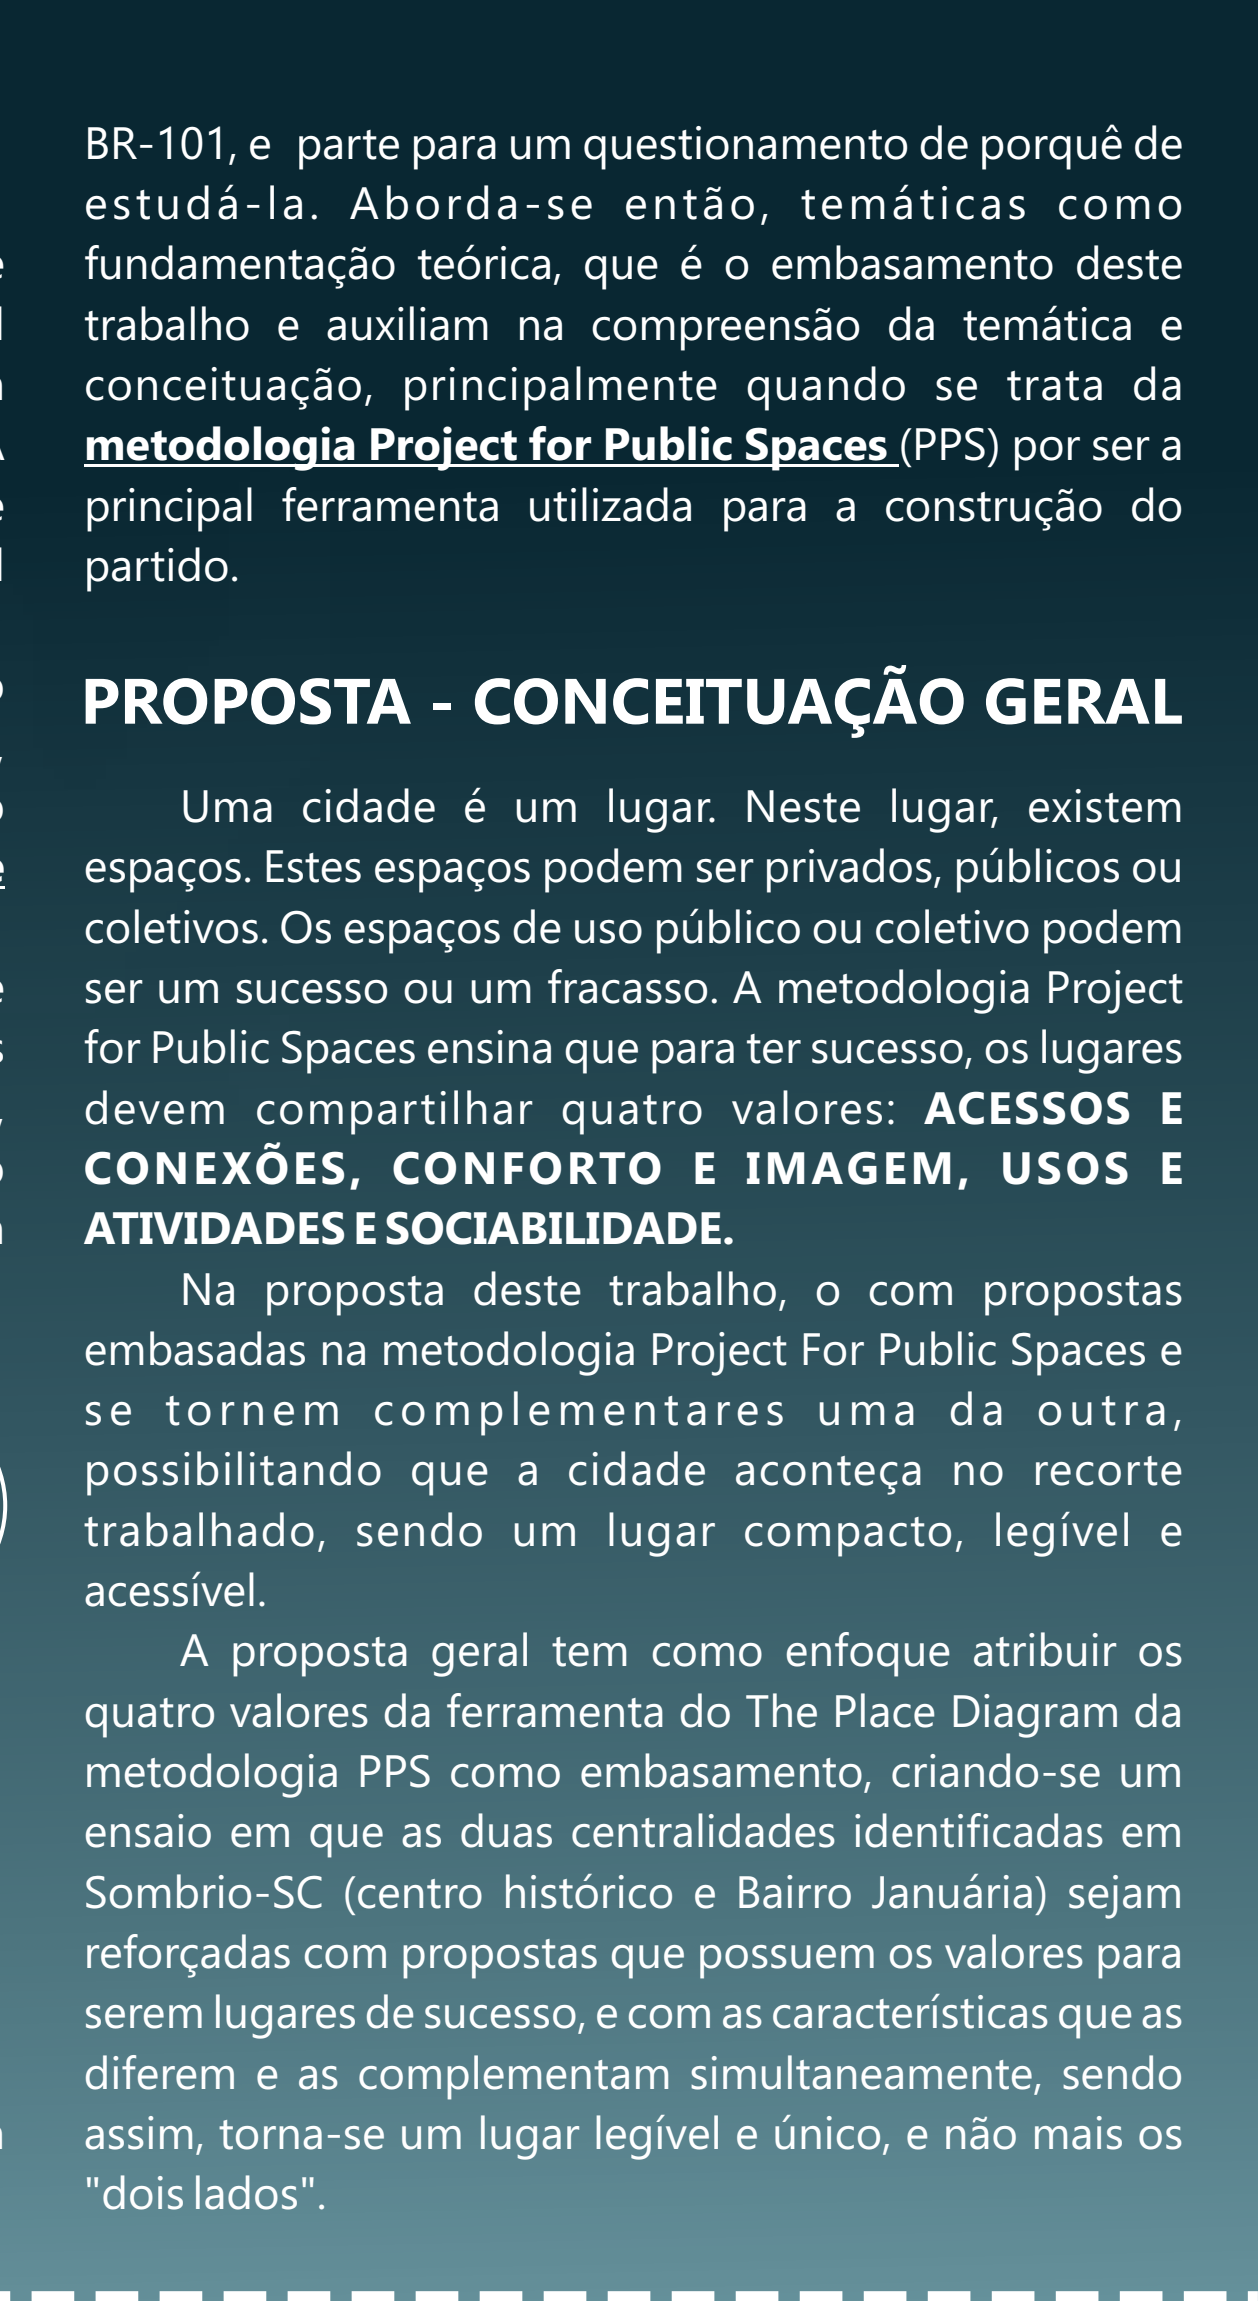 BR-101, e parte para um questionamento de porquê de
estudá-la. Aborda-se então, temáticas como
fundamentação teórica, que é o embasamento deste
trabalho e auxiliam na compreensão da temática e
conceituação, principalmente quando se trata da
metodologia Project for Public Spaces (PPS) por ser a
principal ferramenta utilizada para a construção do
partido.
PROPOSTA - CONCEITUAÇÃO GERAL
Uma cidade é um lugar. Neste lugar, existem
espaços. Estes espaços podem ser privados, públicos ou
coletivos. Os espaços de uso público ou coletivo podem
ser um sucesso ou um fracasso. A metodologia Project
for Public Spaces ensina que para ter sucesso, os lugares
devem compartilhar quatro valores: ACESSOS E
CONEXÕES, CONFORTO E IMAGEM, USOS E
ATIVIDADES E SOCIABILIDADE.
Na proposta deste trabalho, o com propostas
embasadas na metodologia Project For Public Spaces e
se tornem complementares uma da outra,
possibilitando que a cidade aconteça no recorte
trabalhado, sendo um lugar compacto, legível e
acessível.
A proposta geral tem como enfoque atribuir os
quatro valores da ferramenta do The Place Diagram da
metodologia PPS como embasamento, criando-se um
ensaio em que as duas centralidades identificadas em
Sombrio-SC (centro histórico e Bairro Januária) sejam
reforçadas com propostas que possuem os valores para
serem lugares de sucesso, e com as características que as
diferem e as complementam simultaneamente, sendo
assim, torna-se um lugar legível e único, e não mais os
"dois lados".